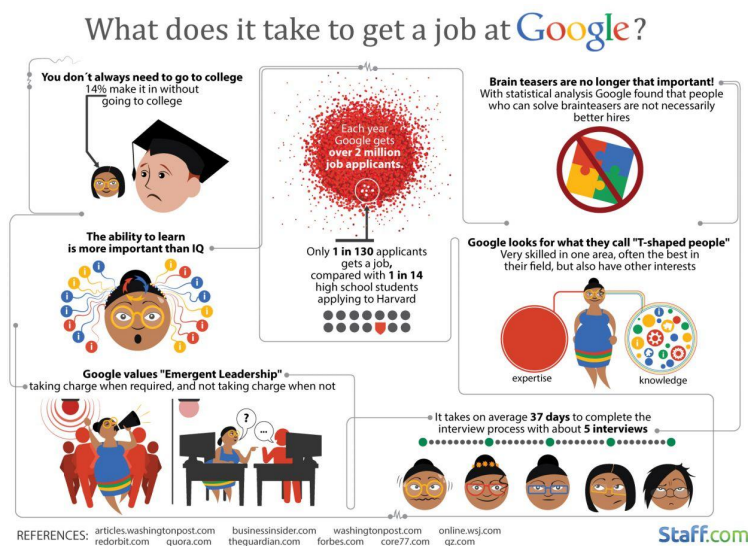 What does it take to get a job at Google?
You don´t always need to go to college
14% make it in without
going to college
Each year
Google gets
over 2 million
job applicants.
Brain teasers are no longer that important!
With statistical analysis Google found that people
who can solve brainteasers are not necessarily
better hires
The ability to learn
is more important than IQ
i
i
i
i
i
i
i
i
i
i
i
i
i
i
Only 1 in 130 applicants
gets a job,
compared with 1 in 14
high school students
applying to Harvard
Google looks for what they call "T-shaped people"
Very skilled in one area, often the best in
their field, but also have other interests
expertise
knowledge
Google values "Emergent Leadership"
taking charge when required, and not taking charge when not
?
...
It takes on average 37 days to complete the
interview process with about 5 interviews
REFERENCES:
articles.washingtonpost.com businessinsider.com washingtonpost.com online.wsj.com
redorbit.com quora.com theguardian.com forbes.com core77.com qz.com
Staff.com